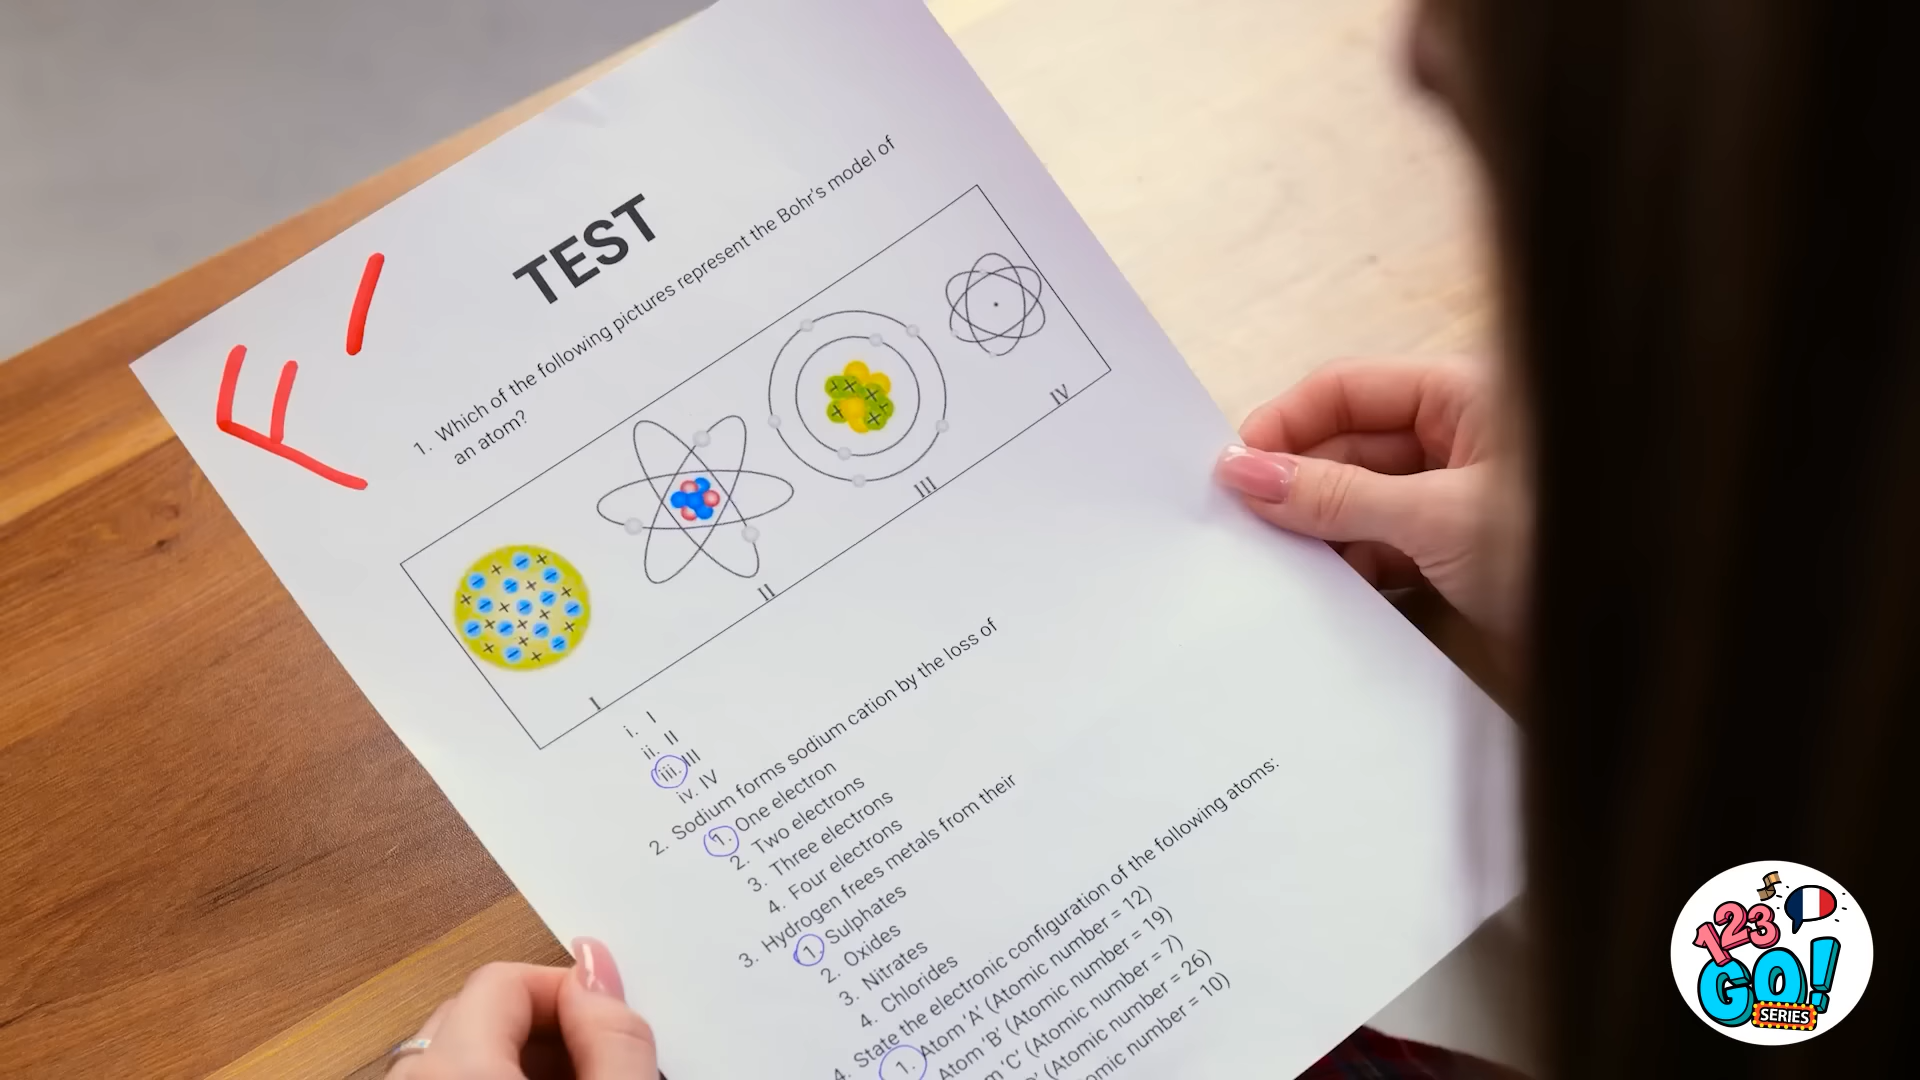 F-
TEST
1. Which of the following pictures represent the Bohr's model of
an atom?
I
II
III
IV
i. I
ii. II
iii. III
iv. IV
2. Sodium forms sodium cation by the loss of
1. One electron
2. Two electrons
3. Three electrons
4. Four electrons
3. Hydrogen frees metals from their
1. Sulphates
2. Oxides
3. Nitrates
4. Chlorides
4. State the electronic configuration of the following atoms:
1. Atom 'A' (Atomic number = 12)
Atom 'B' (Atomic number = 19)
'C' (Atomic number = 7)
(Atomic number = 26)
number = 10)
123
GO!
SERIES